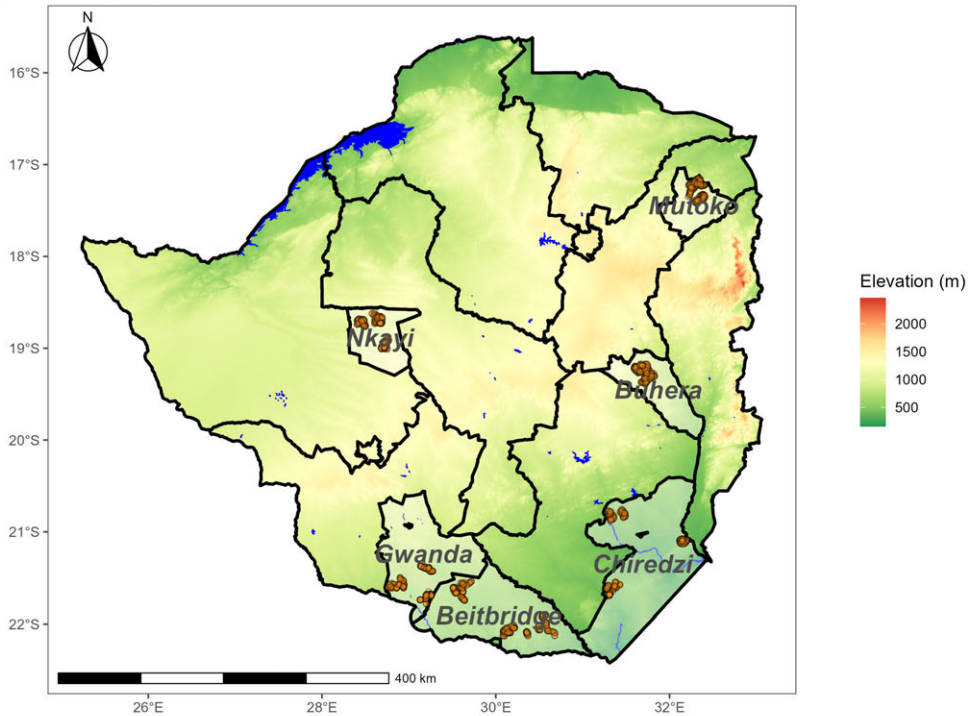 N
16°S
17°S
Mutoko
18°S
Elevation (m)
2000
1500
1000
500
Nkayi
19°S
Buhera
20°S
21°S
Gwanda
Chiredzi
Beitbridge
22°S
400 km
26°E
28°E
30°E
32°E